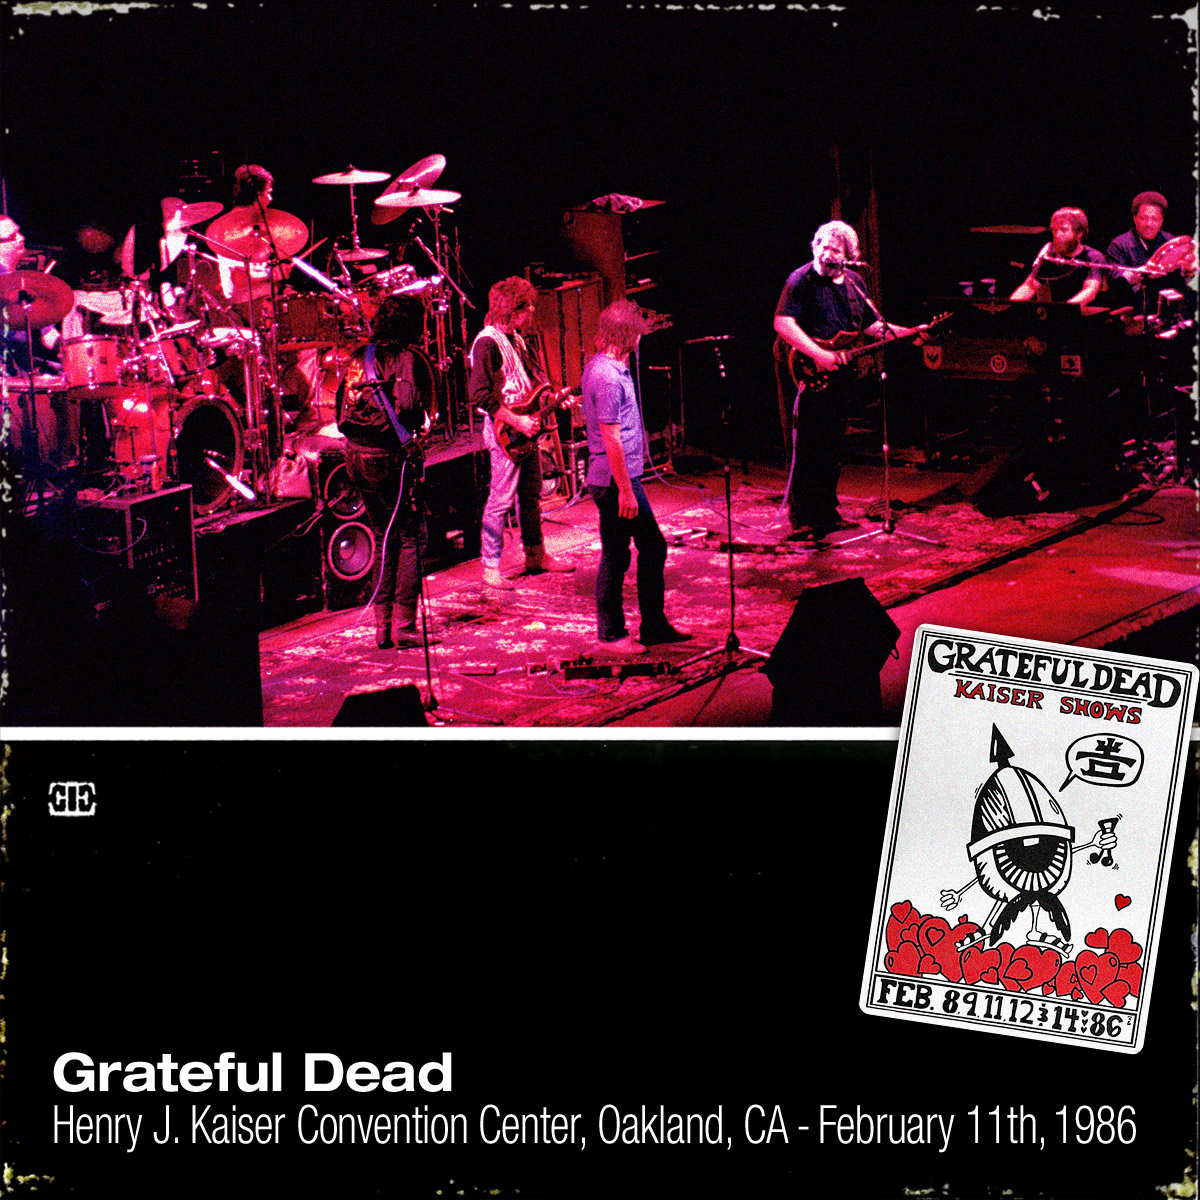 GRATEFUL DEAD
KAISER SHOWS
FEB. 8.9.11.12 & 14 86
Grateful Dead
Henry J. Kaiser Convention Center, Oakland, CA - February 11th, 1986